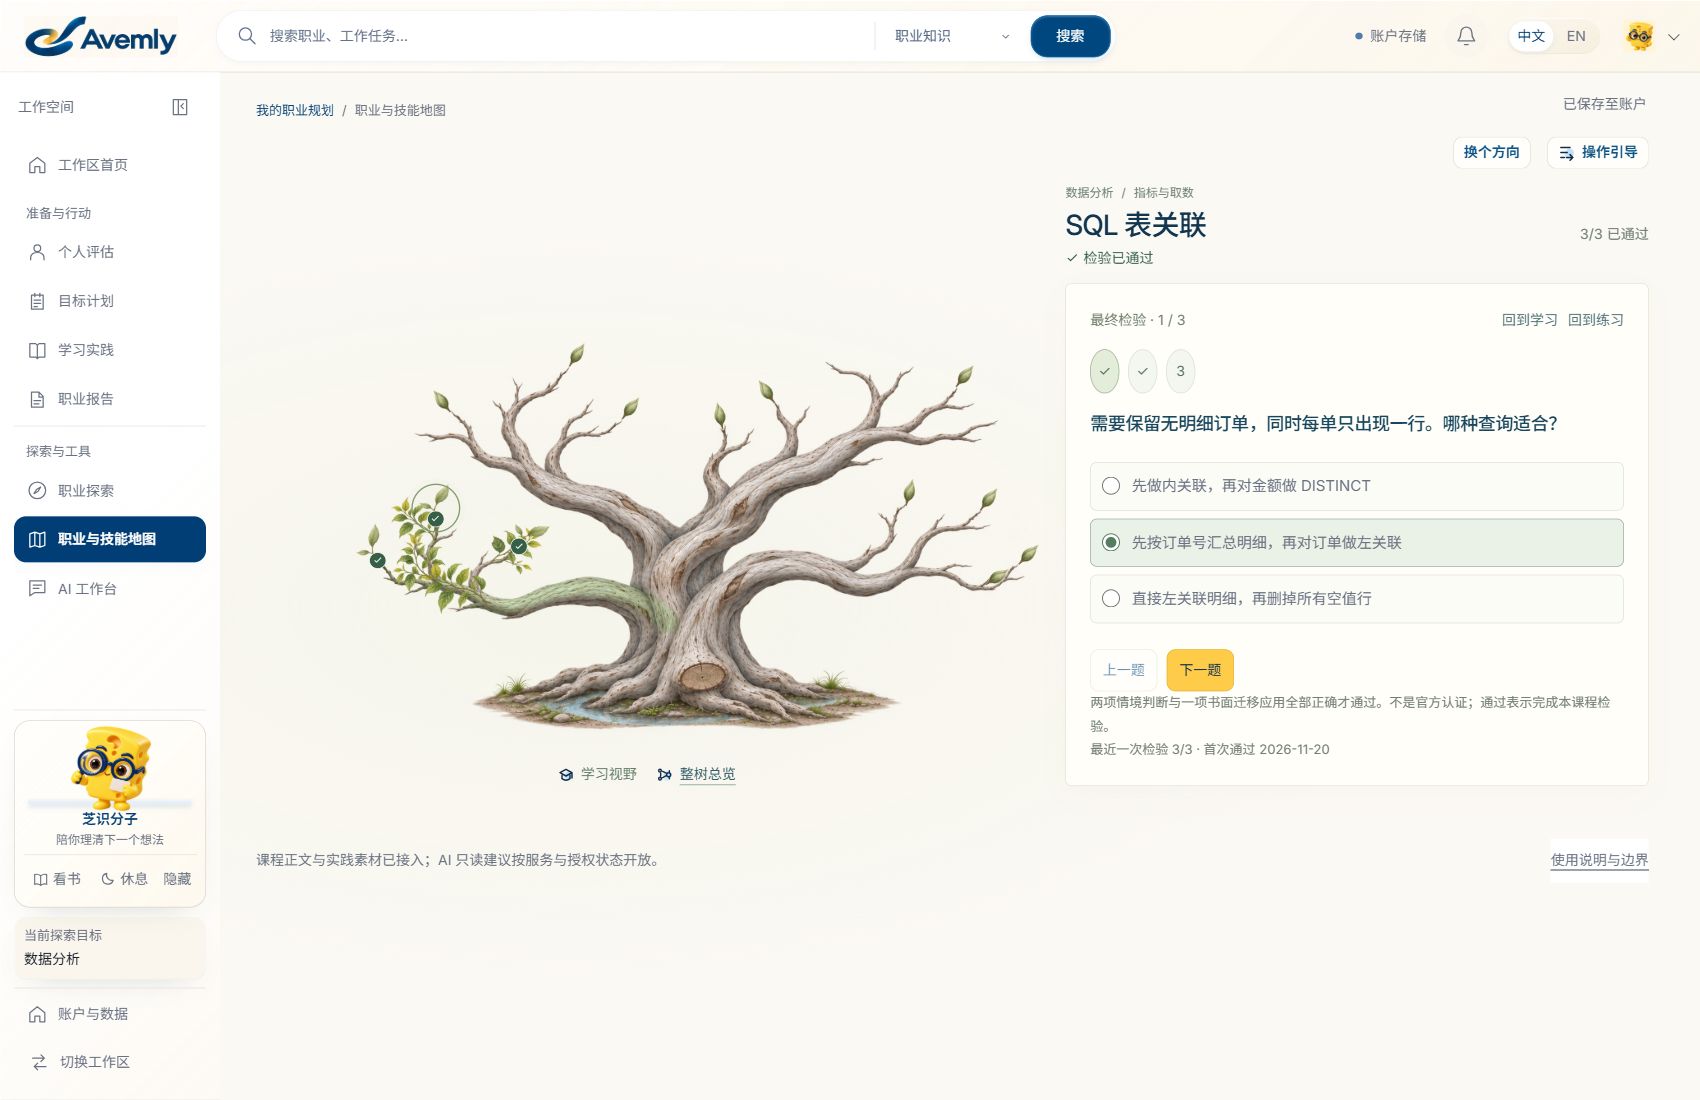 Avemly
搜索职业、工作任务...
职业知识
搜索
账户存储
中文 EN
工作空间
工作区首页
准备与行动
个人评估
目标计划
学习实践
职业报告
探索与工具
职业探索
职业与技能地图
AI 工作台
芝识分子
陪你理清下一个想法
看书 休息 隐藏
当前探索目标
数据分析
账户与数据
切换工作区
我的职业规划 / 职业与技能地图
已保存至账户
换个方向 操作引导
数据分析 / 指标与取数
SQL 表关联
3/3 已通过
检验已通过
最终检验 · 1 / 3
回到学习 回到练习
3
需要保留无明细订单，同时每单只出现一行。哪种查询适合？
先做内关联，再对金额做 DISTINCT
先按订单号汇总明细，再对订单做左关联
直接左关联明细，再删掉所有空值行
上一题 下一题
两项情境判断与一项书面迁移应用全部正确才通过。不是官方认证；通过表示完成本课程检
验。
最近一次检验 3/3 · 首次通过 2026-11-20
学习视野 整树总览
课程正文与实践素材已接入；AI 只读建议按服务与授权状态开放。
使用说明与边界